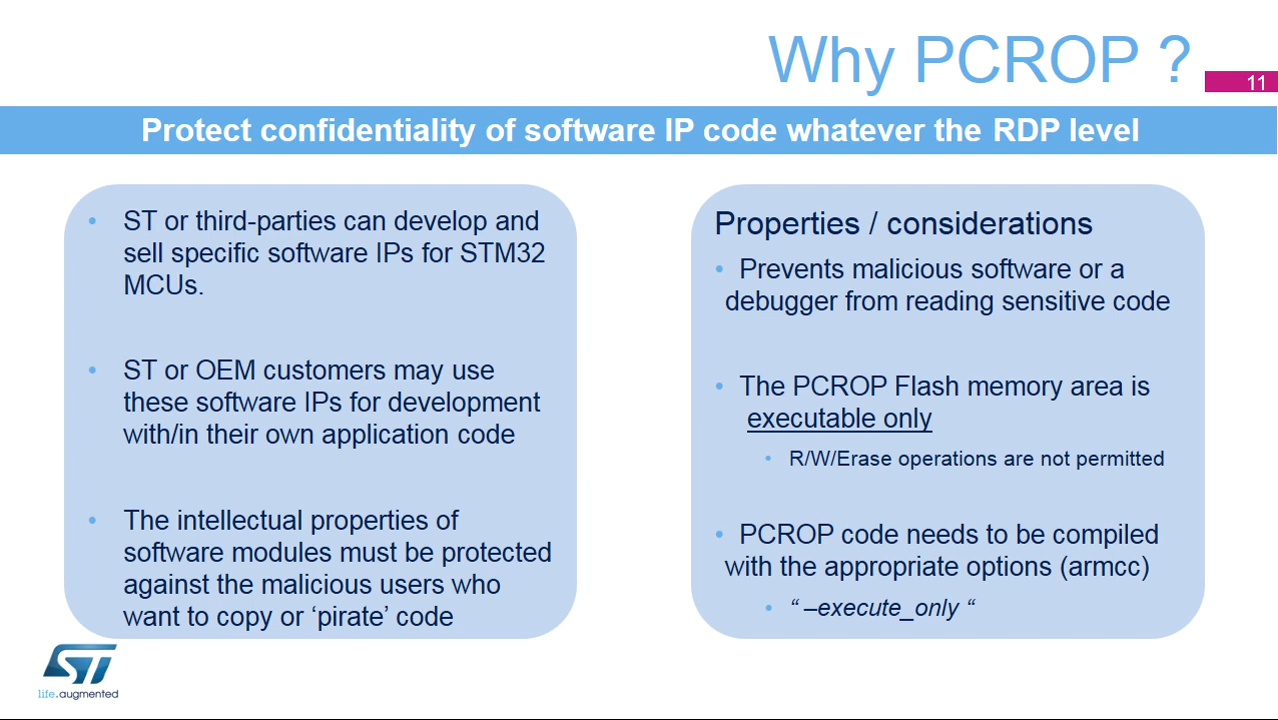 Why PCROP ?
11
Protect confidentiality of software IP code whatever the RDP level
• ST or third-parties can develop and
sell specific software IPs for STM32
MCUs.
• ST or OEM customers may use
these software IPs for development
with/in their own application code
• The intellectual properties of
software modules must be protected
against the malicious users who
want to copy or ‘pirate’ code
Properties / considerations
• Prevents malicious software or a
debugger from reading sensitive code
• The PCROP Flash memory area is
executable only
• R/W/Erase operations are not permitted
• PCROP code needs to be compiled
with the appropriate options (armcc)
• “ –execute_only “
ST
life.augmented